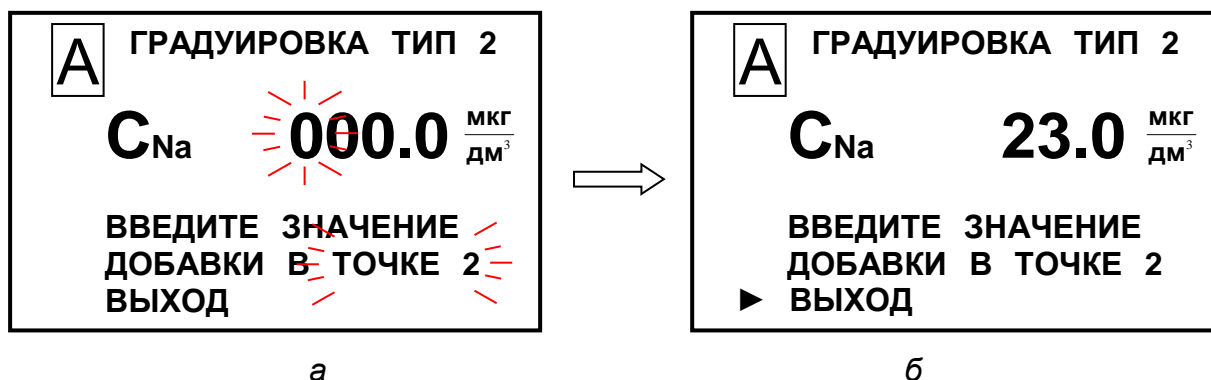 A ГРАДУИРОВКА ТИП 2
CNa 000.0 мкг/дм³
ВВЕДИТЕ ЗНАЧЕНИЕ
ДОБАВКИ В ТОЧКЕ 2
ВЫХОД
а
A ГРАДУИРОВКА ТИП 2
CNa 23.0 мкг/дм³
ВВЕДИТЕ ЗНАЧЕНИЕ
ДОБАВКИ В ТОЧКЕ 2
► ВЫХОД
б